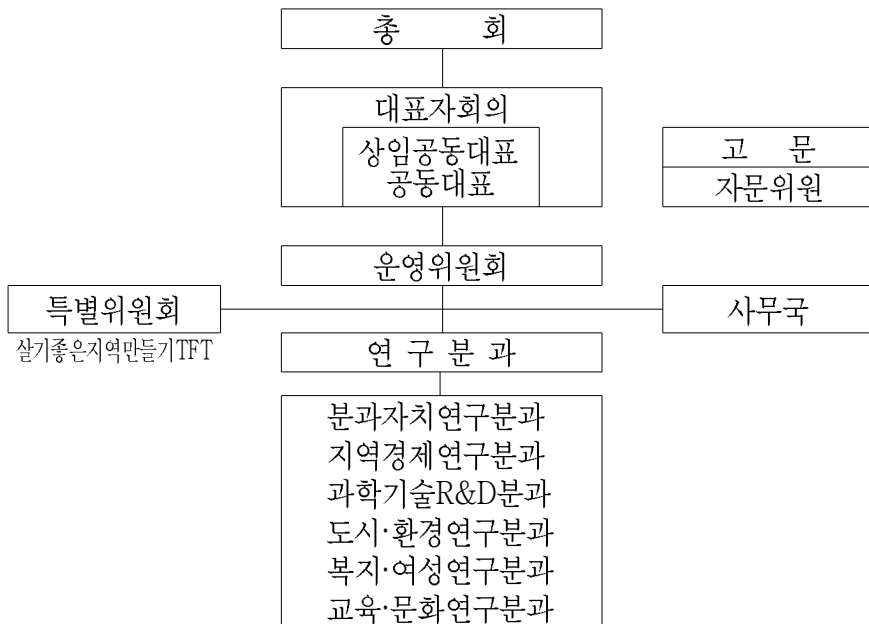 총 회
대표자회의
상임공동대표
공동대표
고 문
자문위원
운영위원회
특별위원회
살기좋은지역만들기TFT
사무국
연 구 분 과
분과자치연구분과
지역경제연구분과
과학기술R&D분과
도시·환경연구분과
복지·여성연구분과
교육·문화연구분과